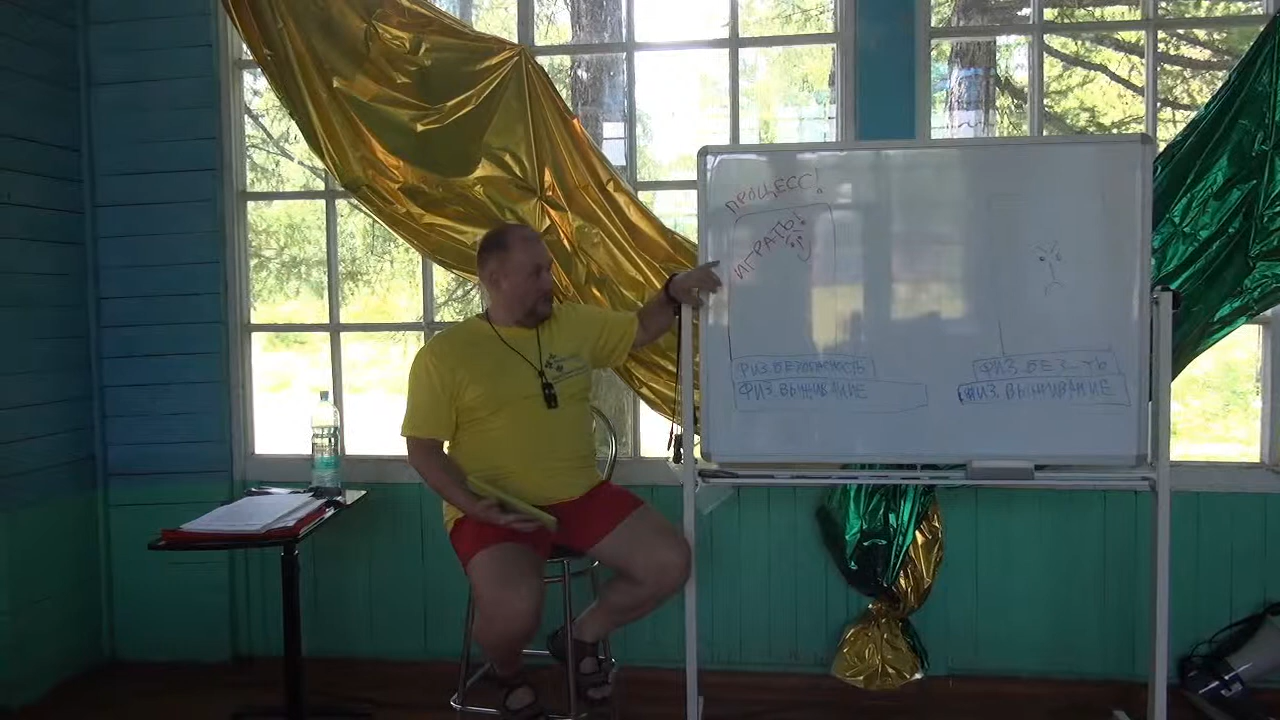 ПРОЦЕСС!
ИГРАТЬ!
ФИЗ. БЕЗОПАСНОСТЬ
ФИЗ. ВЫЖИВАНИЕ
ФИЗ. БЕЗ-ТЬ
ФИЗ. ВЫЖИВАНИЕ